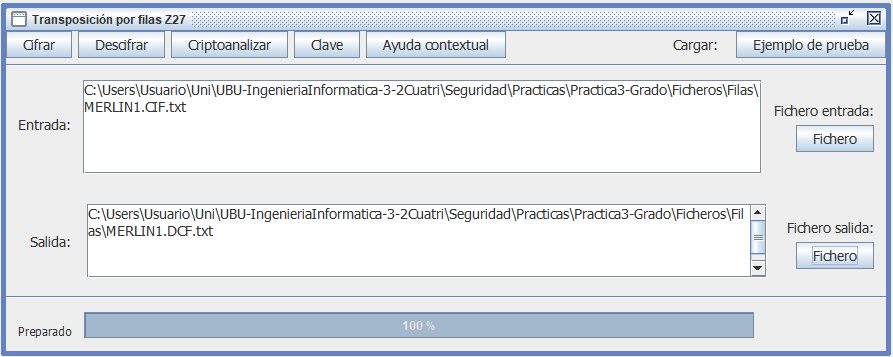 Transposición por filas Z27
Cifrar Descifrar Criptoanalizar Clave Ayuda contextual Cargar: Ejemplo de prueba
Entrada:
C:\Users\Usuario\Uni\UBU-IngenieriaInformatica-3-2Cuatri\Seguridad\Practicas\Practica3-Grado\Ficheros\Filas\
MERLIN1.CIF.txt
Fichero entrada:
Fichero
Salida:
C:\Users\Usuario\Uni\UBU-IngenieriaInformatica-3-2Cuatri\Seguridad\Practicas\Practica3-Grado\Ficheros\Fil
as\MERLIN1.DCF.txt
Fichero salida:
Fichero
Preparado 100 %